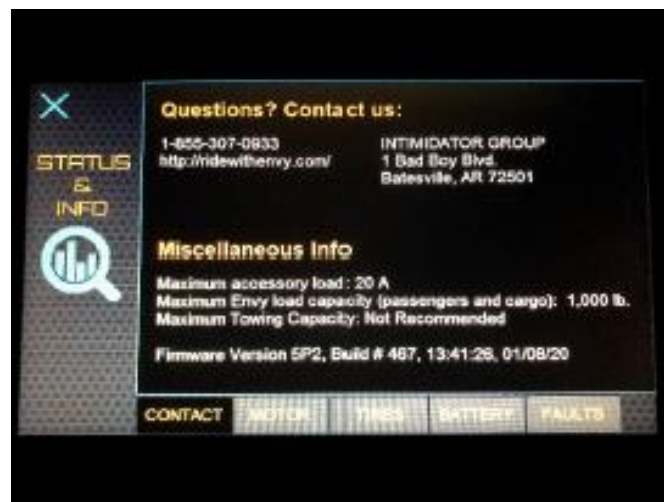 Questions? Contact us:
1-855-307-0933
http://ridewithenvy.com/
INTIMIDATOR GROUP
1 Bad Boy Blvd.
Batesville, AR 72501
STATUS
&
INFO
Miscellaneous Info
Maximum accessory load: 20 A
Maximum Envy load capacity (passengers and cargo): 1,000 lb.
Maximum Towing Capacity: Not Recommended
Firmware Version 5P2, Build # 467, 13:41:26, 01/08/20
CONTACT
MOTOR
TIRES
BATTERY
FAULTS